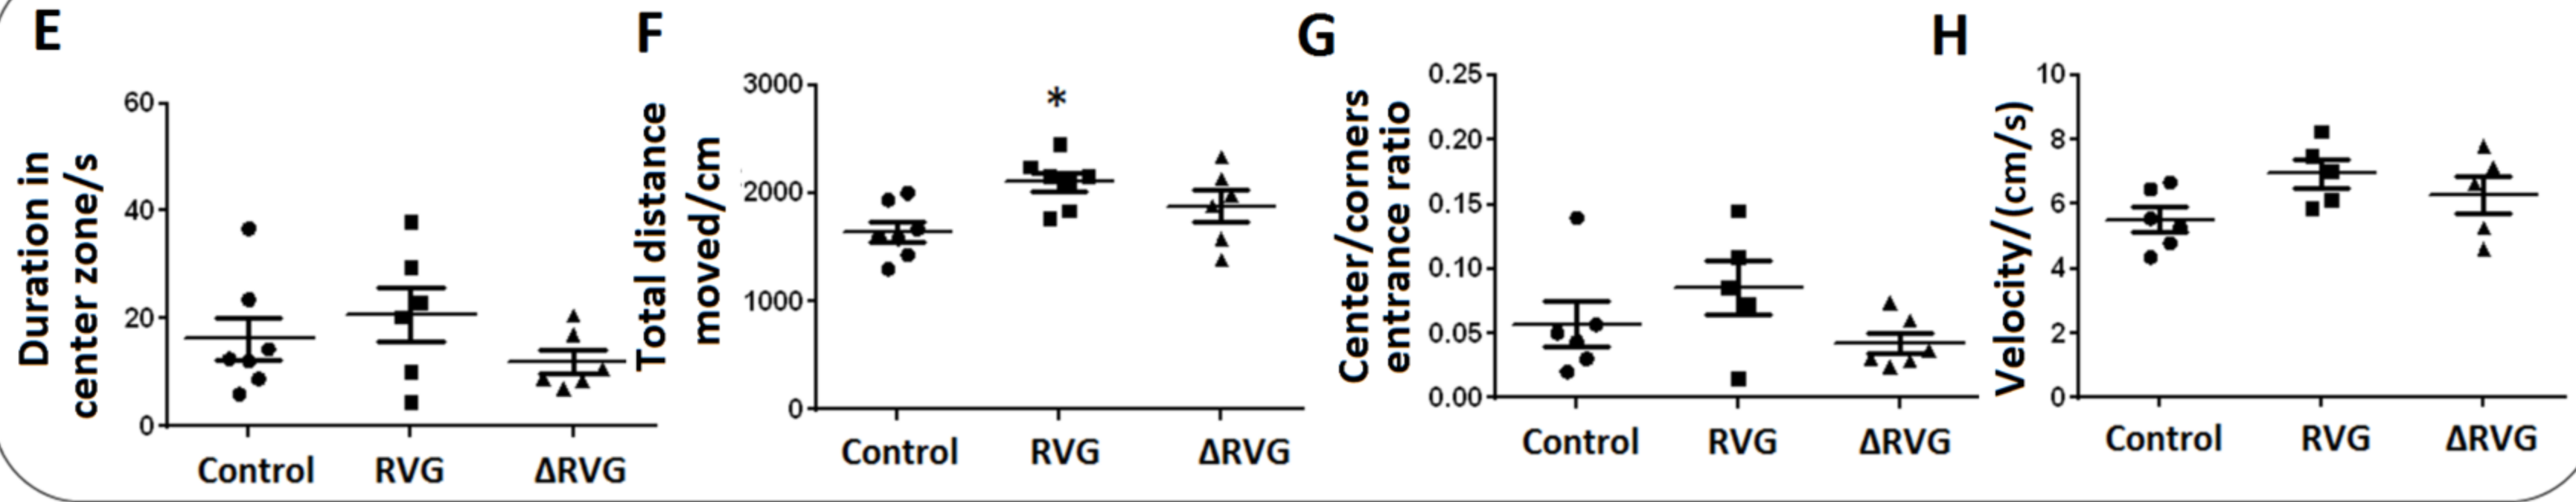 E
Duration in
center zone/s
60
40
20
0
Control RVG ΔRVG
F
Total distance
moved/cm
3000
2000
1000
0
*
Control RVG ΔRVG
G
Center/corners
entrance ratio
0.25
0.20
0.15
0.10
0.05
0.00
Control RVG ΔRVG
H
Velocity/(cm/s)
10
8
6
4
2
0
Control RVG ΔRVG